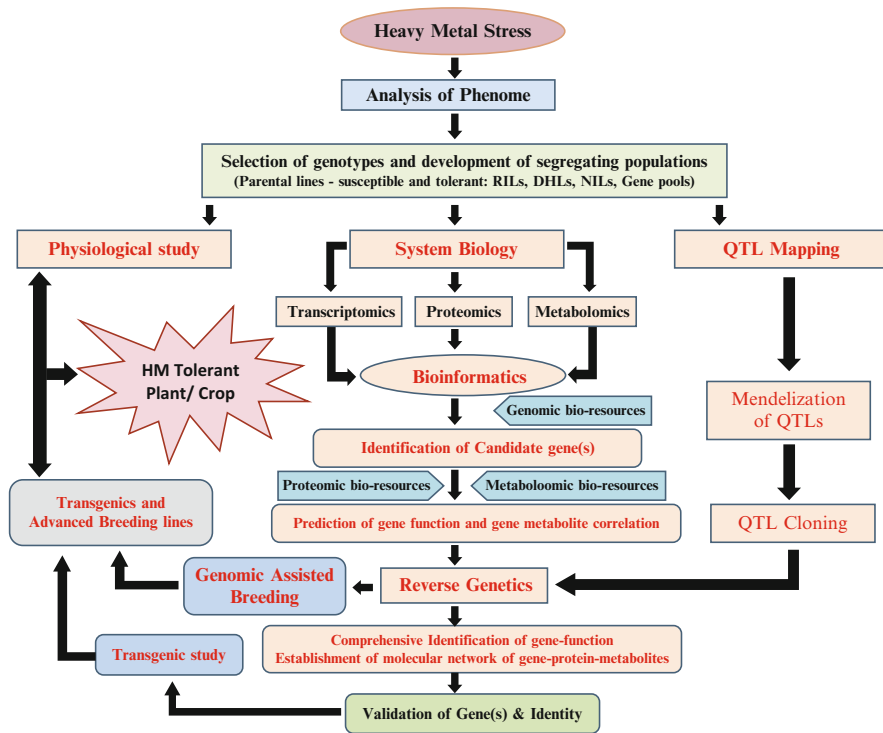 Heavy Metal Stress
Analysis of Phenome
Selection of genotypes and development of segregating populations
(Parental lines - susceptible and tolerant: RILs, DHLs, NILs, Gene pools)
Physiological study
System Biology
QTL Mapping
Transcriptomics
Proteomics
Metabolomics
HM Tolerant
Plant/ Crop
Bioinformatics
Genomic bio-resources
Mendelization
of QTLs
Identification of Candidate gene(s)
Proteomic bio-resources
Metaboloomic bio-resources
Transgenics and
Advanced Breeding lines
Prediction of gene function and gene metabolite correlation
QTL Cloning
Genomic Assisted
Breeding
Reverse Genetics
Comprehensive Identification of gene-function
Establishment of molecular network of gene-protein-metabolites
Transgenic study
Validation of Gene(s) & Identity